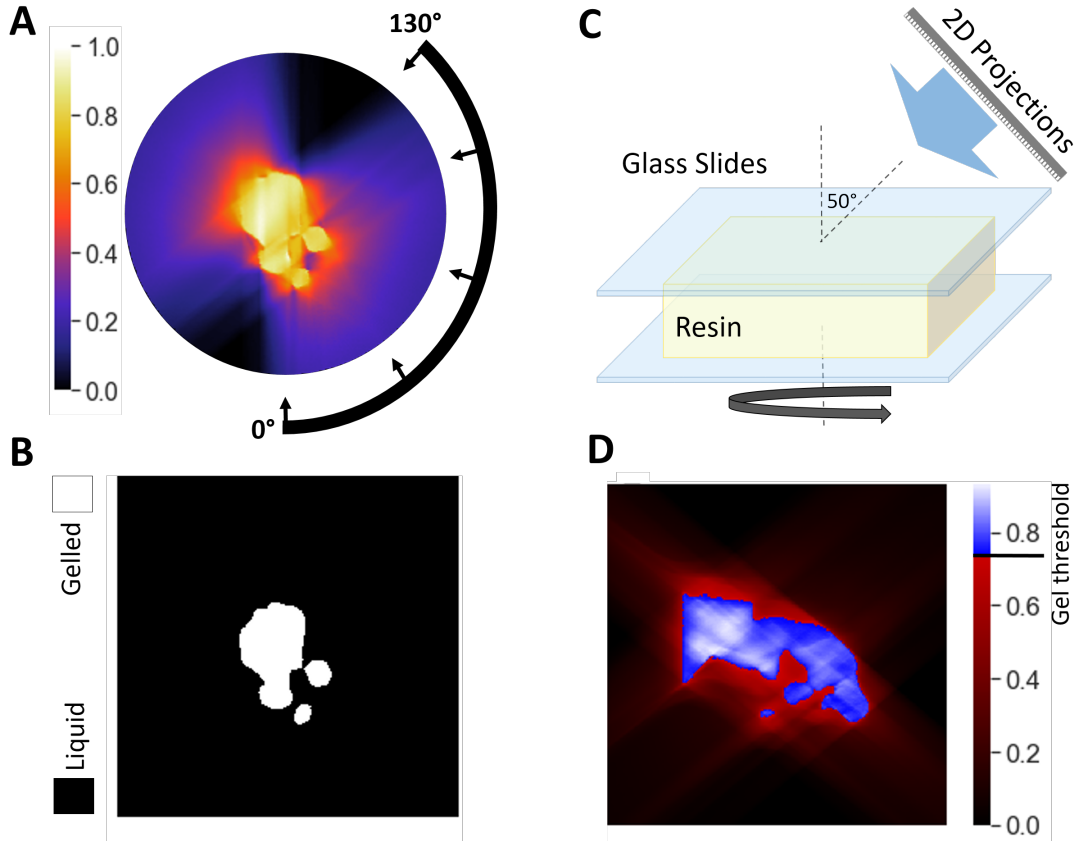 A
130°
1.0
0.8
0.6
0.4
0.2
0.0
0°
C
2D Projections
Glass Slides
50°
Resin
B
Gelled
Liquid
D
Gel threshold
0.8
0.6
0.4
0.2
0.0